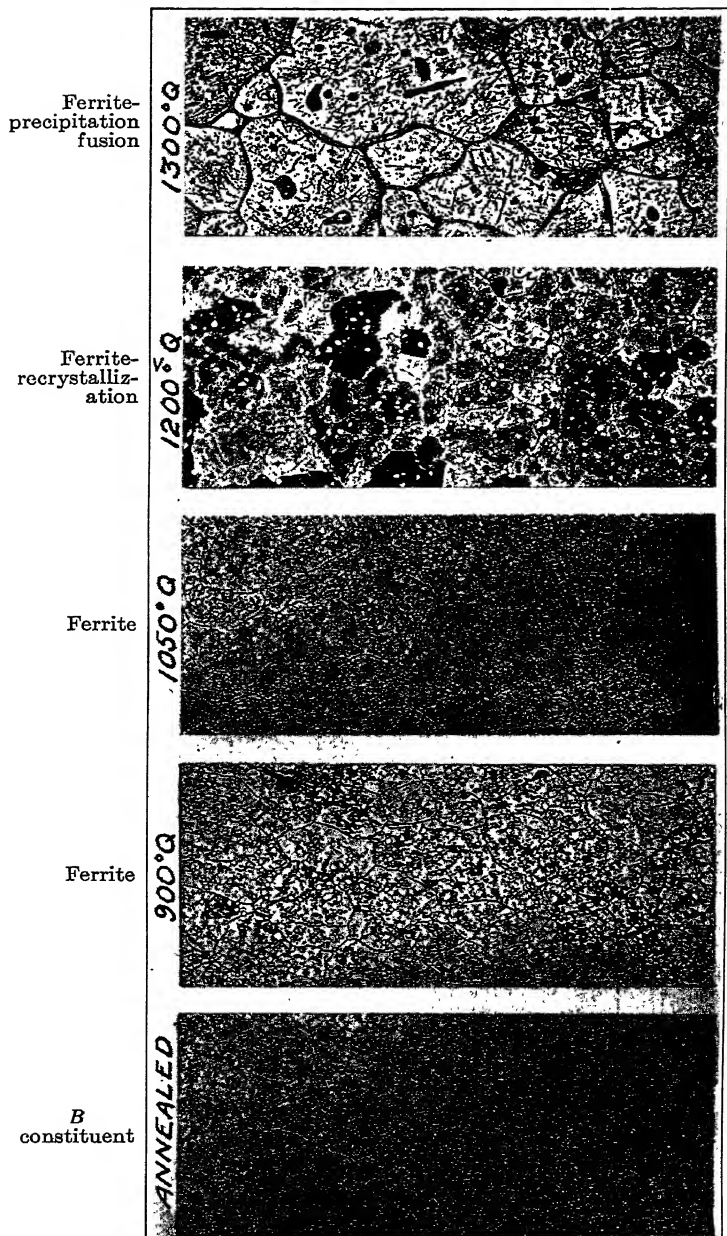 Ferrite-
precipitation
fusion
1300°Q
Ferrite-
recrystalliz-
ation
1200°Q
Ferrite
1050°Q
Ferrite
900°Q
B
constituent
ANNEALED